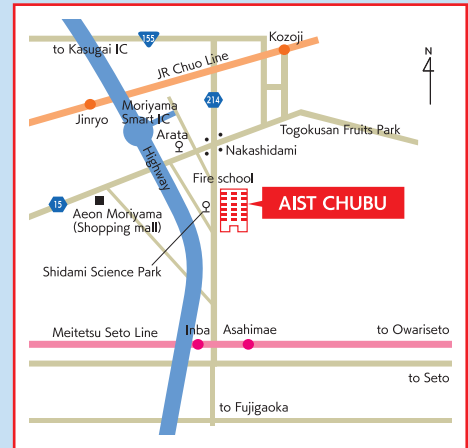 155
Kozoji
to Kasugai IC
N
JR Chuo Line
214
Jinryo
Moriyama
Smart IC
Arata
Togokusan Fruits Park
Nakashidami
Highway
Fire school
15
AIST CHUBU
Aeon Moriyama
(Shopping mall)
Shidami Science Park
Meitetsu Seto Line
Inba
Asahimae
to Owariseto
to Seto
to Fujigaoka